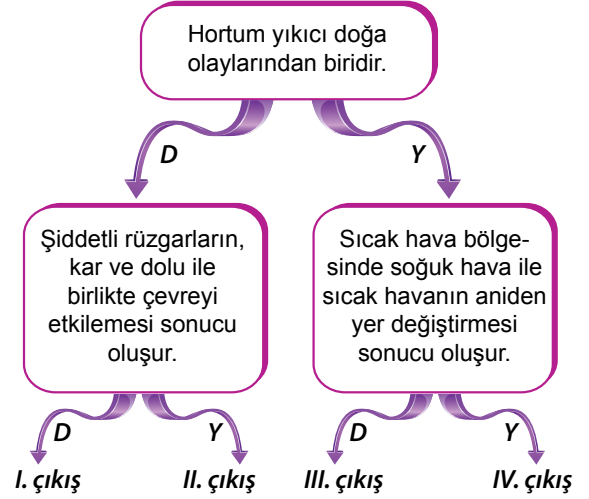 Hortum yıkıcı doğa
olaylarından biridir.
D
Y
Şiddetli rüzgarların,
kar ve dolu ile
birlikte çevreyi
etkilemesi sonucu
oluşur.
Sıcak hava bölge-
sinde soğuk hava ile
sıcak havanın aniden
yer değiştirmesi
sonucu oluşur.
D
Y
D
Y
I. çıkış
II. çıkış
III. çıkış
IV. çıkış